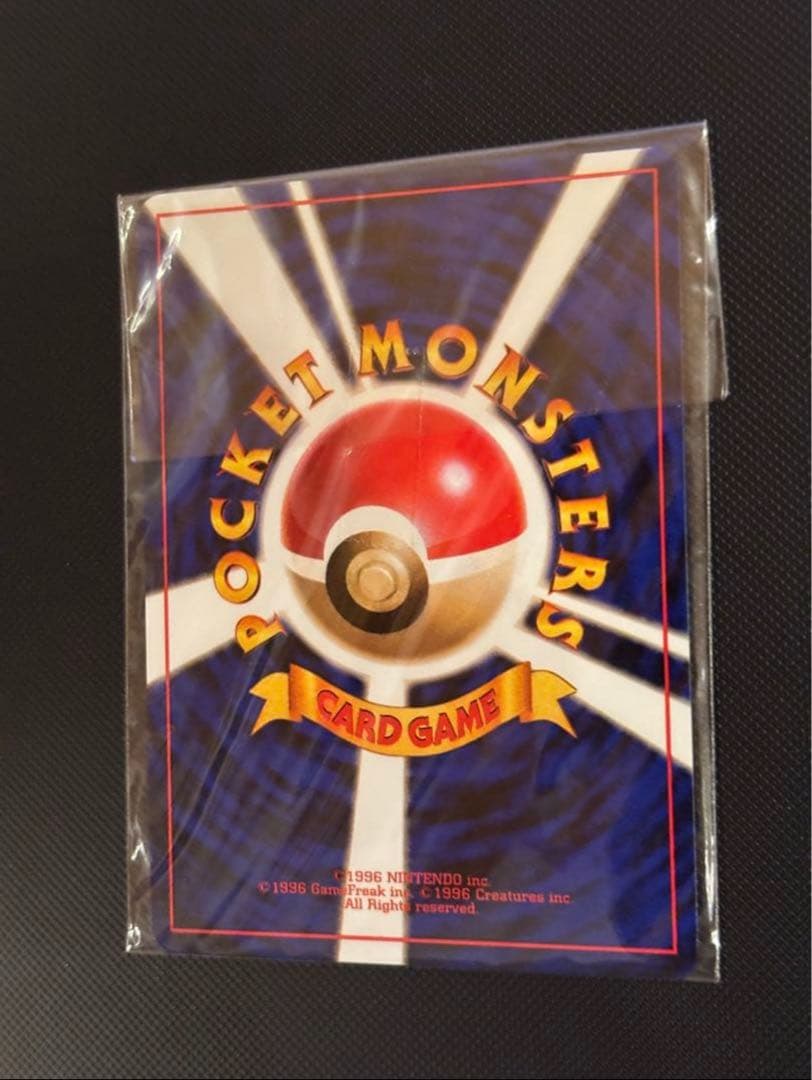 POCKET MONSTERS
CARD GAME
©1996 NINTENDO inc.
©1996 GameFreak inc. ©1996 Creatures inc.
All Rights reserved.